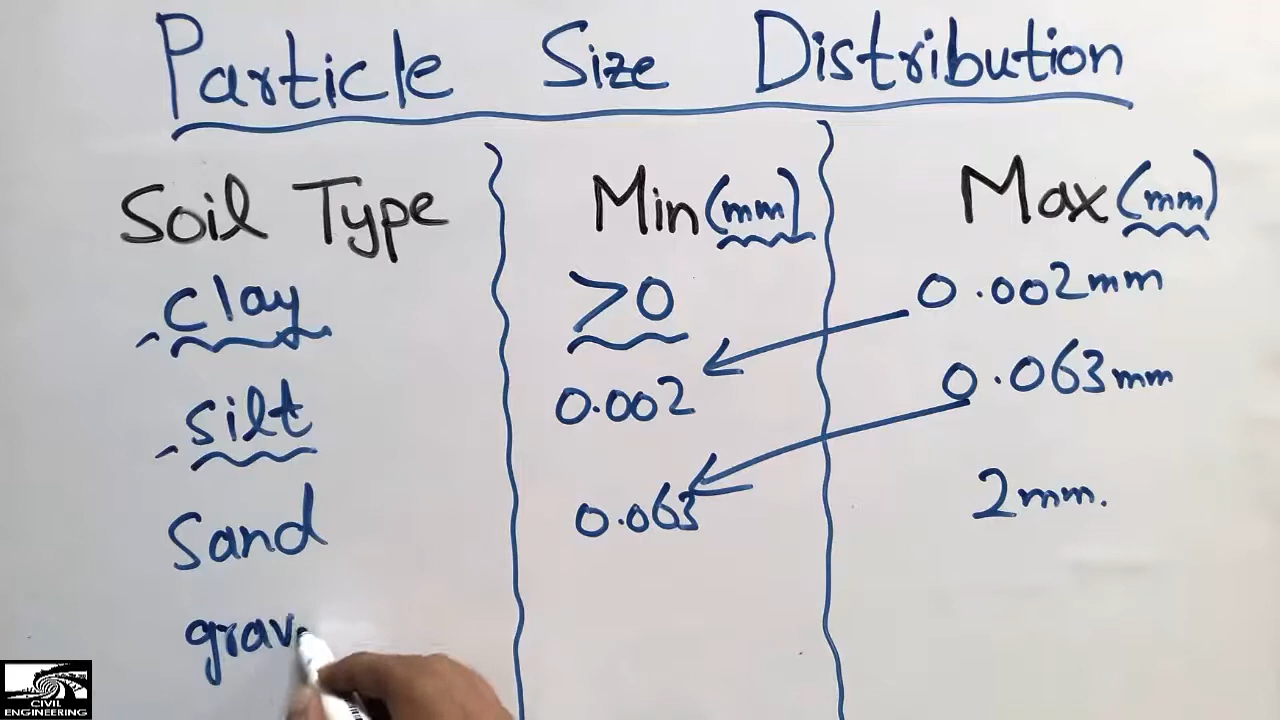 Particle Size Distribution
Soil Type Min (mm) Max (mm)
clay >0 0.002mm
silt 0.002 0.063mm
Sand 0.063 2mm.
grav
CIVIL
ENGINEERING